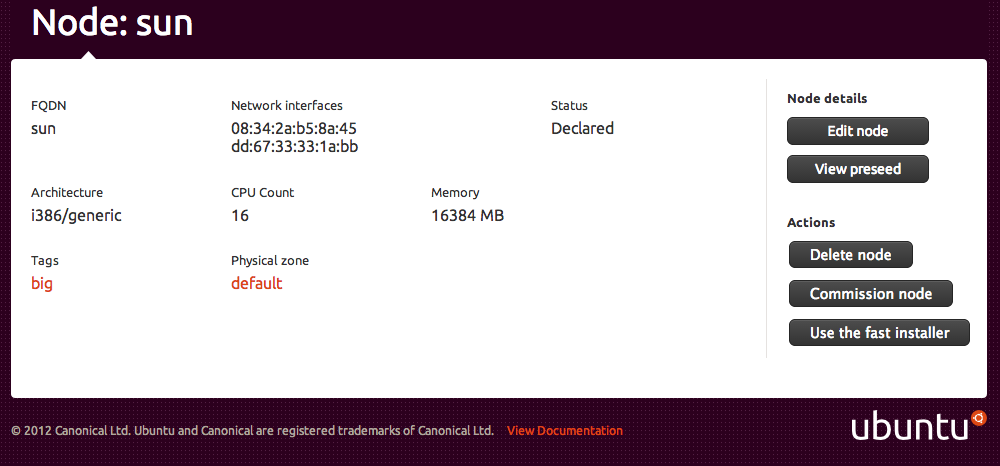 Node: sun
FQDN
sun
Network interfaces
08:34:2a:b5:8a:45
dd:67:33:33:1a:bb
Status
Declared
Architecture
i386/generic
CPU Count
16
Memory
16384 MB
Tags
big
Physical zone
default
Node details
Edit node
View preseed
Actions
Delete node
Commission node
Use the fast installer
© 2012 Canonical Ltd. Ubuntu and Canonical are registered trademarks of Canonical Ltd. View Documentation
ubuntu